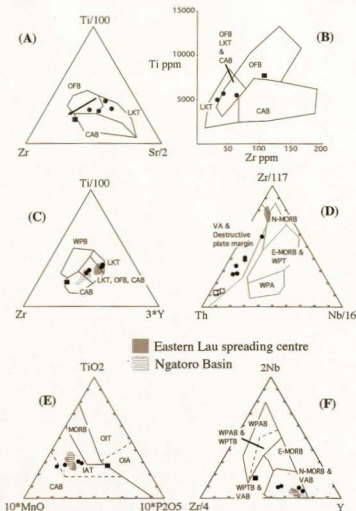 Ti/100
(A)
OFB
LKT
CAB
Zr
Sr/2
15000
(B)
OFB
LKT
&
CAB
Ti ppm
10000
5000
LKT
CAB
0
50
100
150
200
Zr ppm
Ti/100
(C)
WPB
LKT
LKT, OFB, CAB
CAB
Zr
3*Y
Zr/117
(D)
N-MORB
VA &
Destructive
plate margin
E-MORB &
WPT
WPA
Th
Nb/16
Eastern Lau spreading centre
Ngatoro Basin
TiO2
(E)
OIT
MORB
OIA
IAT
CAB
10*MnO
10*P2O5
2Nb
(F)
WPAB
WPAB &
WPTB
E-MORB
WPTB &
VAB
N-MORB &
VAB
Zr/4
Y